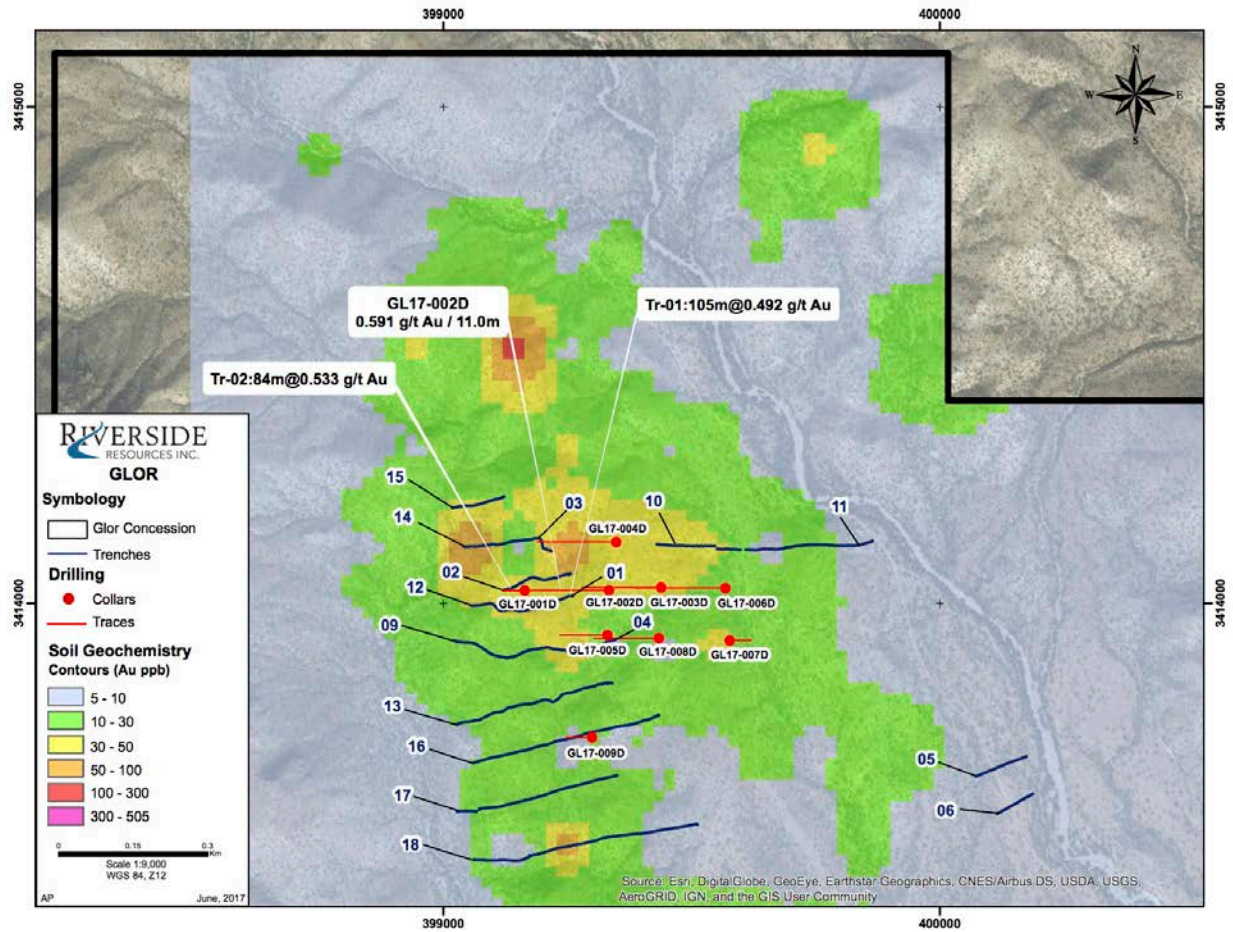 399000
400000
N
W E
S
3415000
3415000
GL17-002D
0.591 g/t Au / 11.0m
Tr-01:105m@0.492 g/t Au
Tr-02:84m@0.533 g/t Au
RIVERSIDE
RESOURCES INC.
GLOR
Symbology
Glor Concession
Trenches
Drilling
Collars
Traces
Soil Geochemistry
Contours (Au ppb)
5 - 10
10 - 30
30 - 50
50 - 100
100 - 300
300 - 505
0 0.15 0.3
Km
Scale 1:9,000
WGS 84, Z12
AP June, 2017
15
03
10
11
14
GL17-004D
02
01
12
GL17-001D
GL17-002D
GL17-003D
GL17-006D
3414000
3414000
09
04
GL17-005D
GL17-008D
GL17-007D
13
16
GL17-009D
05
17
06
18
Source: Esri, DigitalGlobe, GeoEye, Earthstar Geographics, CNES/Airbus DS, USDA, USGS,
AeroGRID, IGN, and the GIS User Community
399000
400000